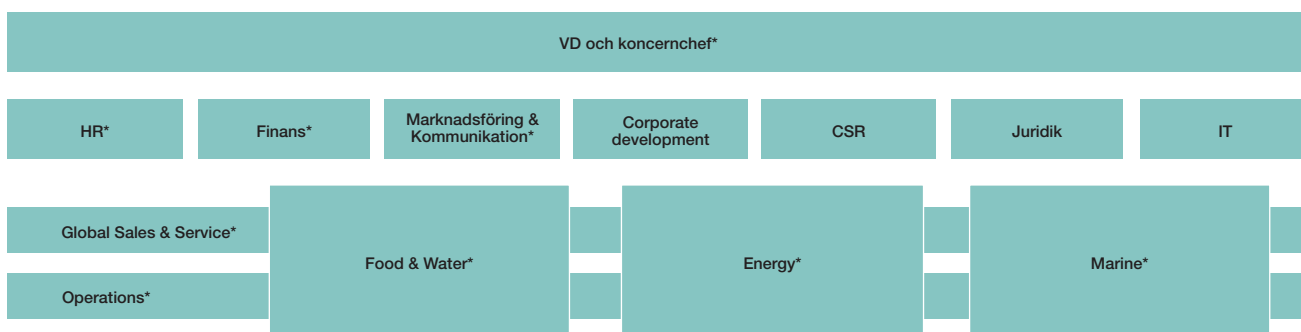 VD och koncernchef*
HR*
Finans*
Marknadsföring &
Kommunikation*
Corporate
development
CSR
Juridik
IT
Global Sales & Service*
Food & Water*
Energy*
Marine*
Operations*